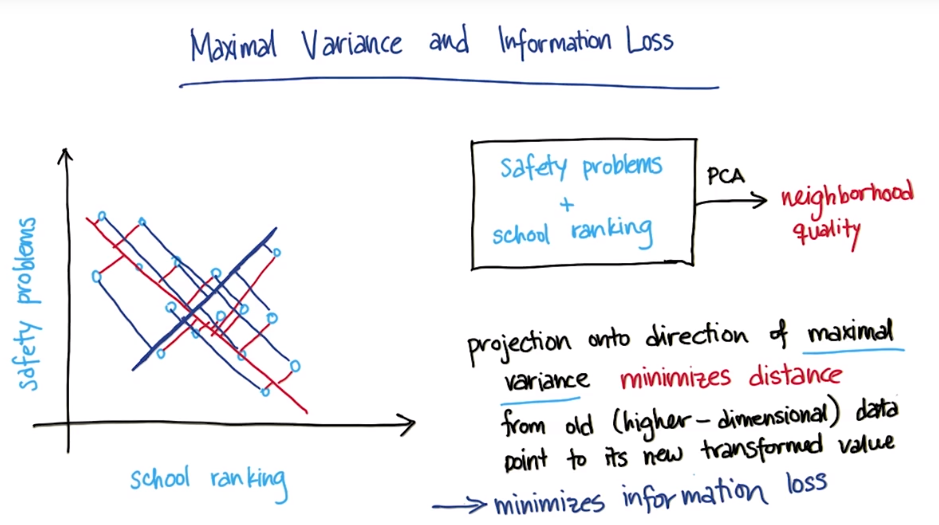 Maximal Variance and Information Loss
safety problems
school ranking
safety problems
+
school ranking
PCA
neighborhood
quality
projection onto direction of maximal
variance minimizes distance
from old (higher-dimensional) data
point to its new transformed value
→ minimizes information loss